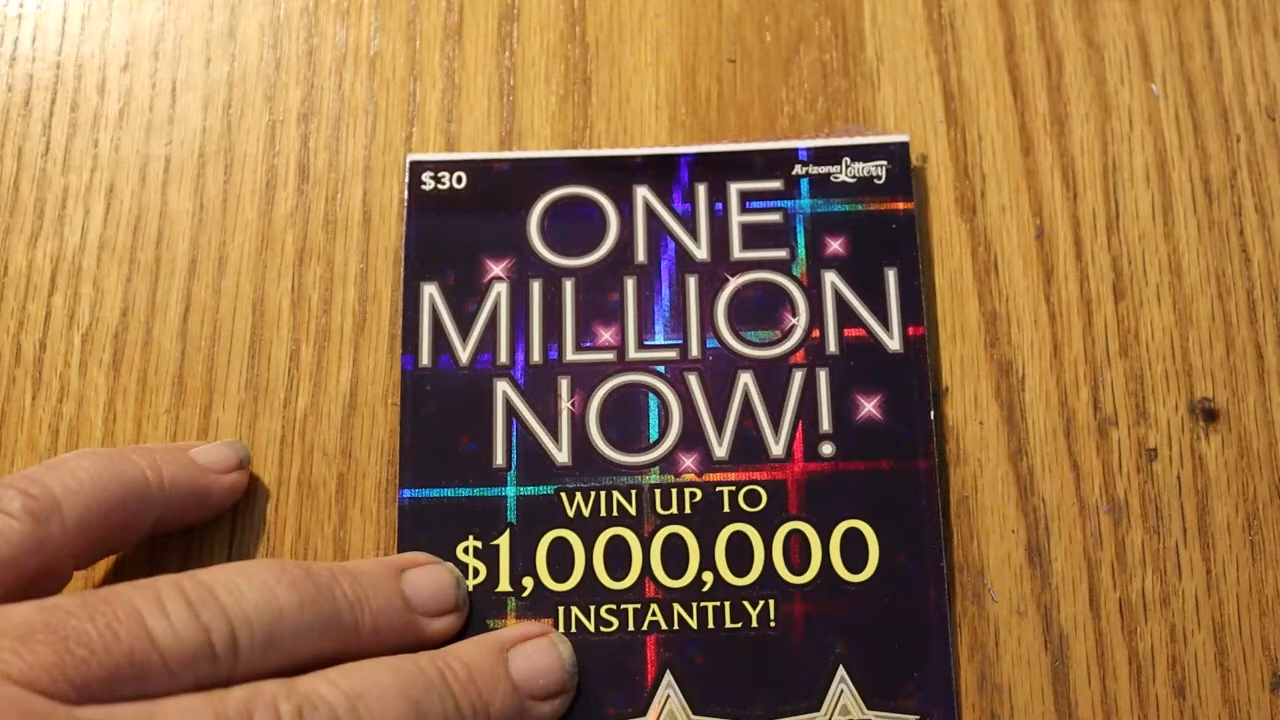 $30
Arizona Lottery
ONE
MILLION
NOW!
WIN UP TO
$1,000,000
INSTANTLY!